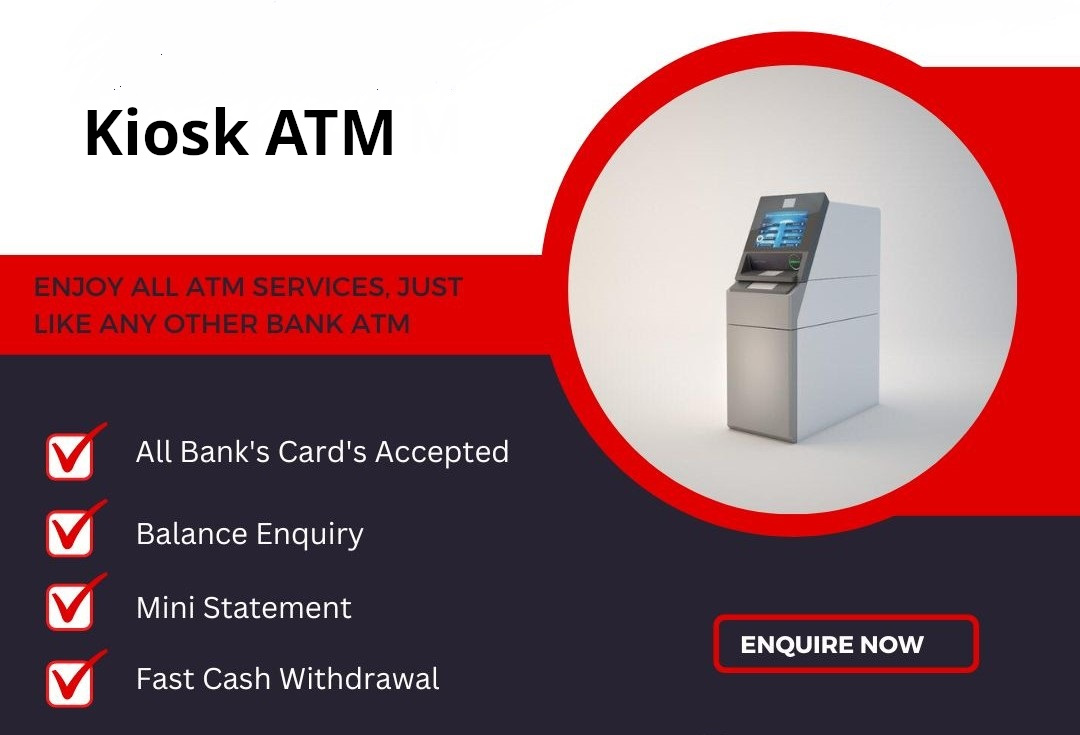 Kiosk ATM
ENJOY ALL ATM SERVICES, JUST
LIKE ANY OTHER BANK ATM
All Bank's Card's Accepted
Balance Enquiry
Mini Statement
Fast Cash Withdrawal
ENQUIRE NOW